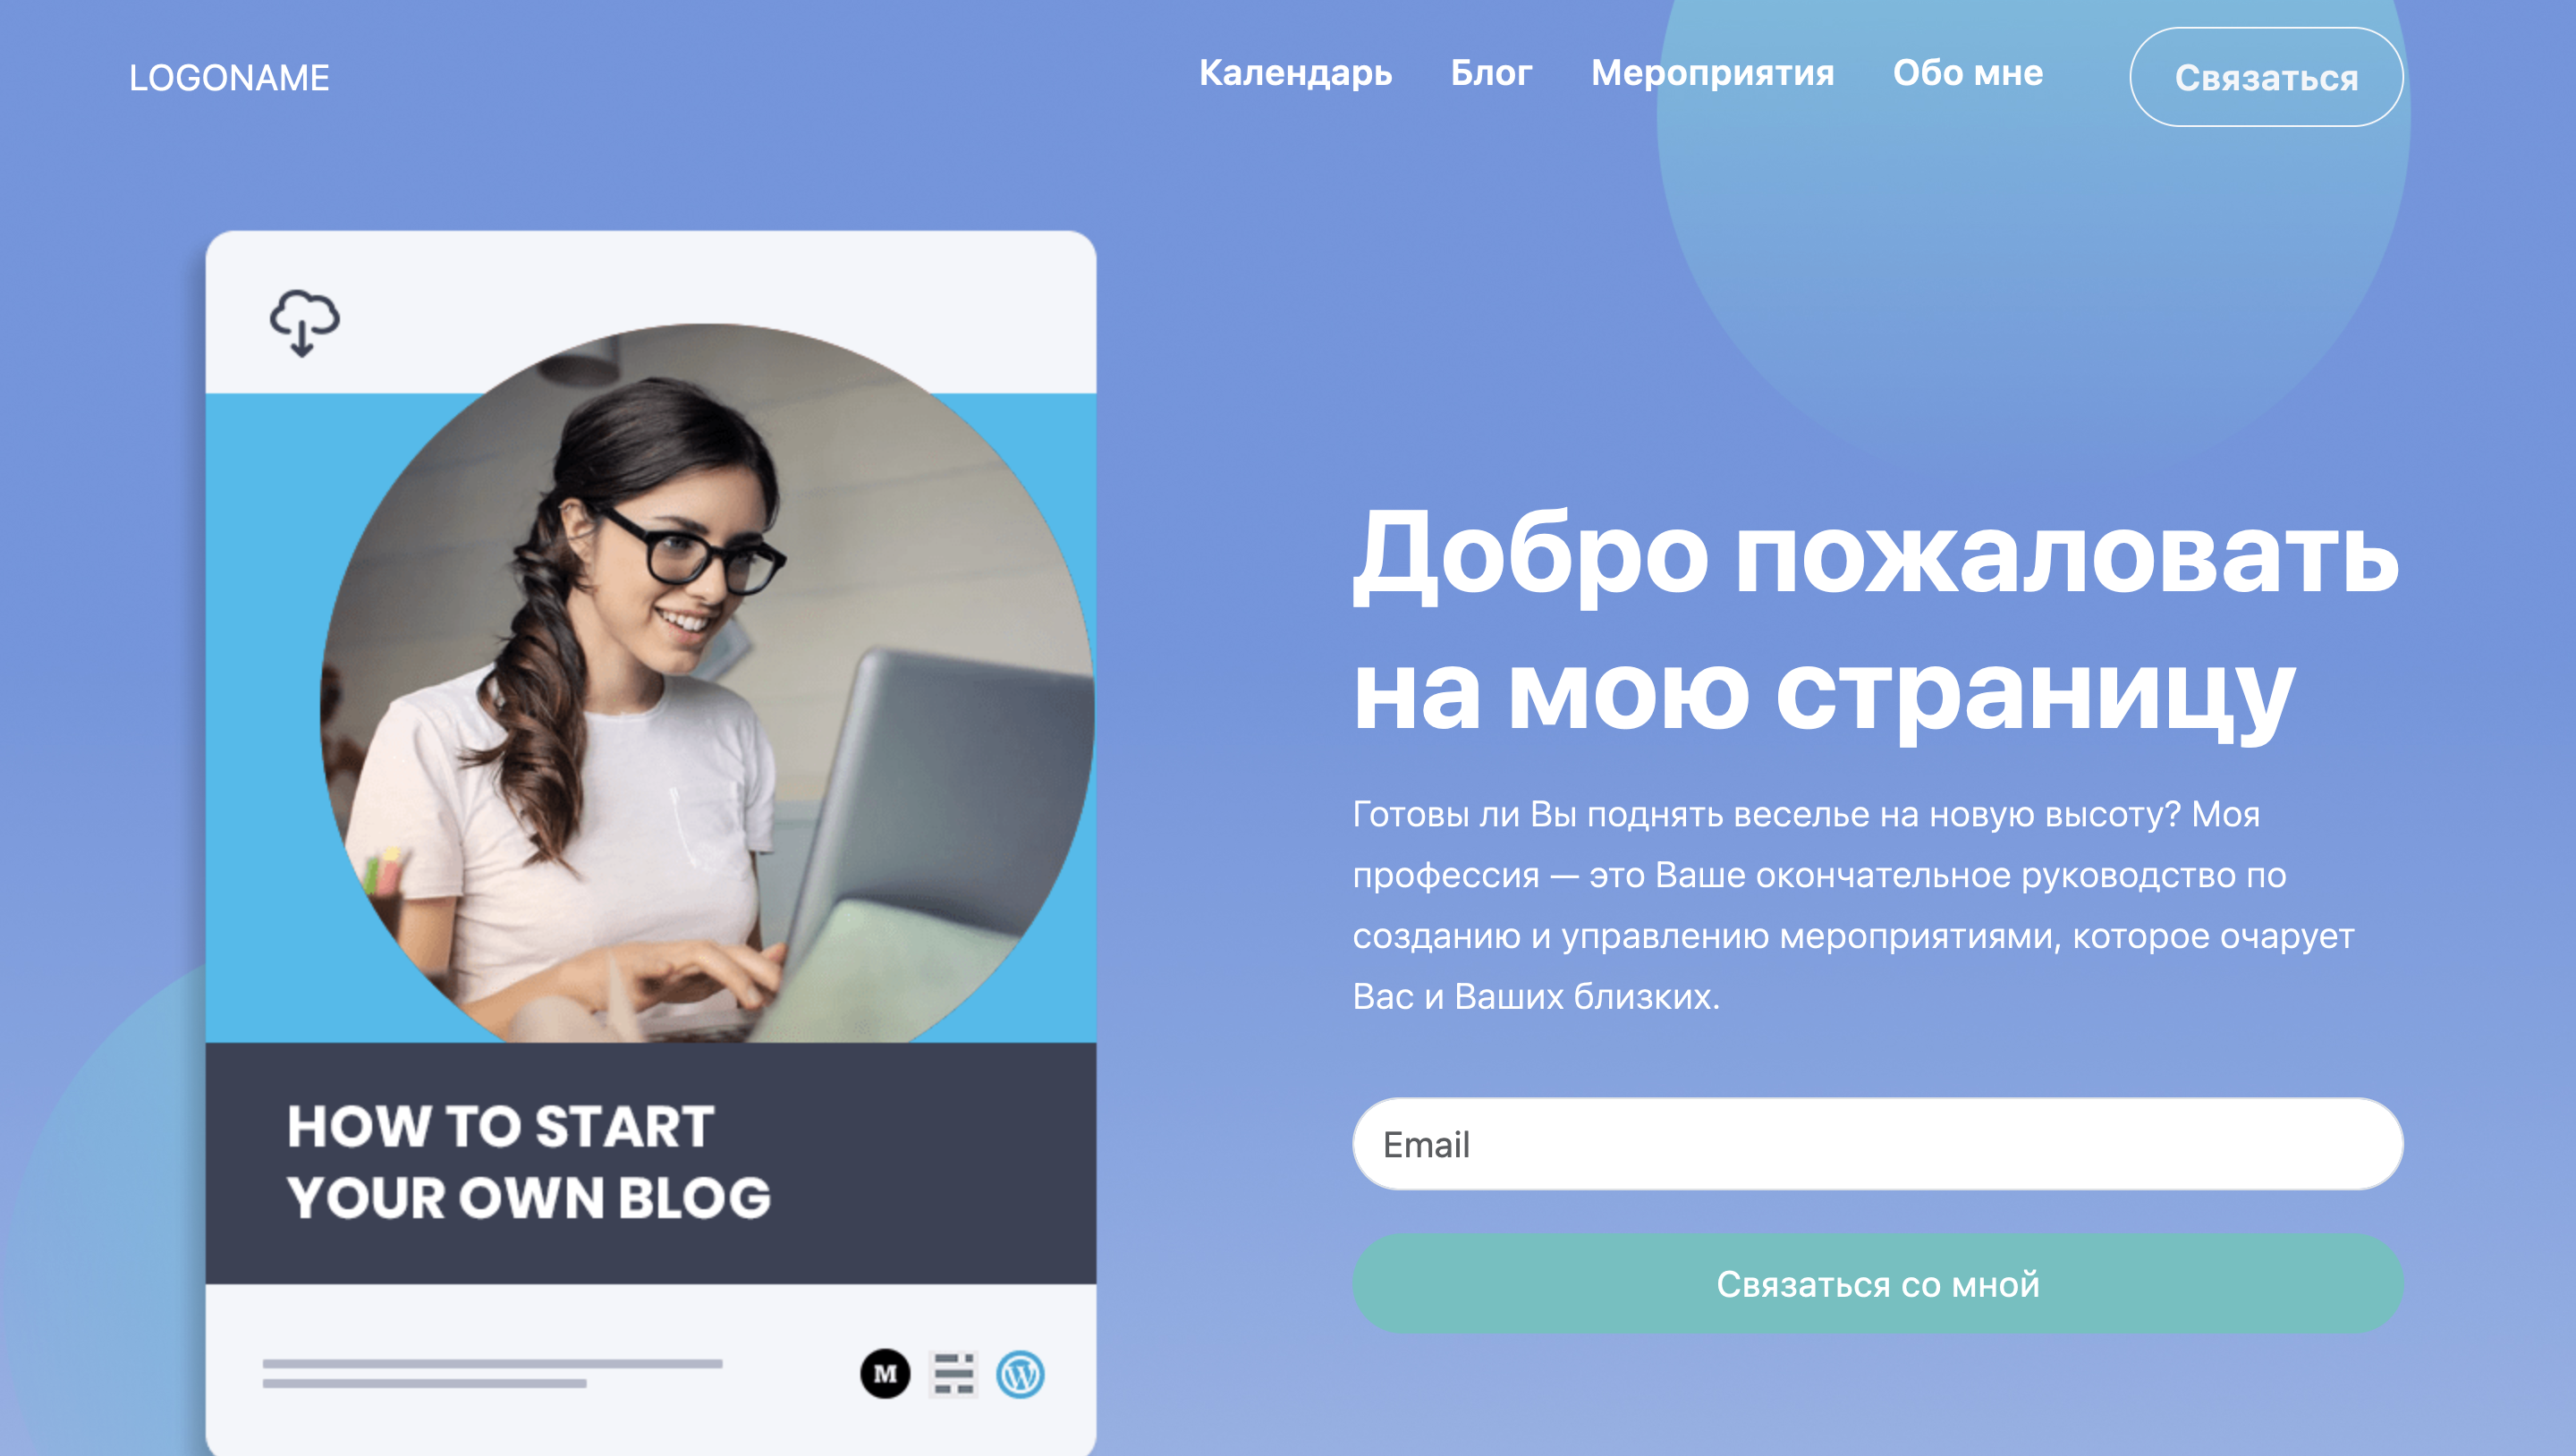 LOGONAME
Календарь
Блог
Мероприятия
Обо мне
Связаться
HOW TO START
YOUR OWN BLOG
M
W
Добро пожаловать
на мою страницу
Готовы ли Вы поднять веселье на новую высоту? Моя
профессия — это Ваше окончательное руководство по
созданию и управлению мероприятиями, которое очарует
Вас и Ваших близких.
Email
Связаться со мной